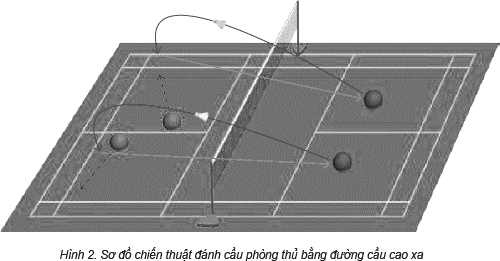 Hình 2. Sơ đồ chiến thuật đánh cầu phòng thủ bằng đường cầu cao xa